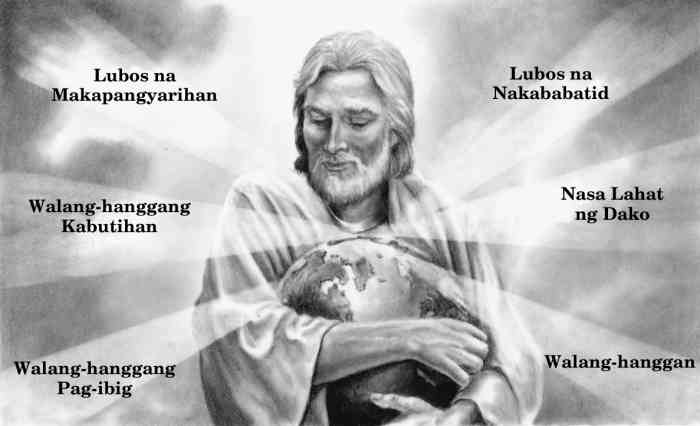 Lubos na
Makapangyarihan
Lubos na
Nakababatid
Walang-hanggang
Kabutihan
Nasa Lahat
ng Dako
Walang-hanggang
Pag-ibig
Walang-hanggan